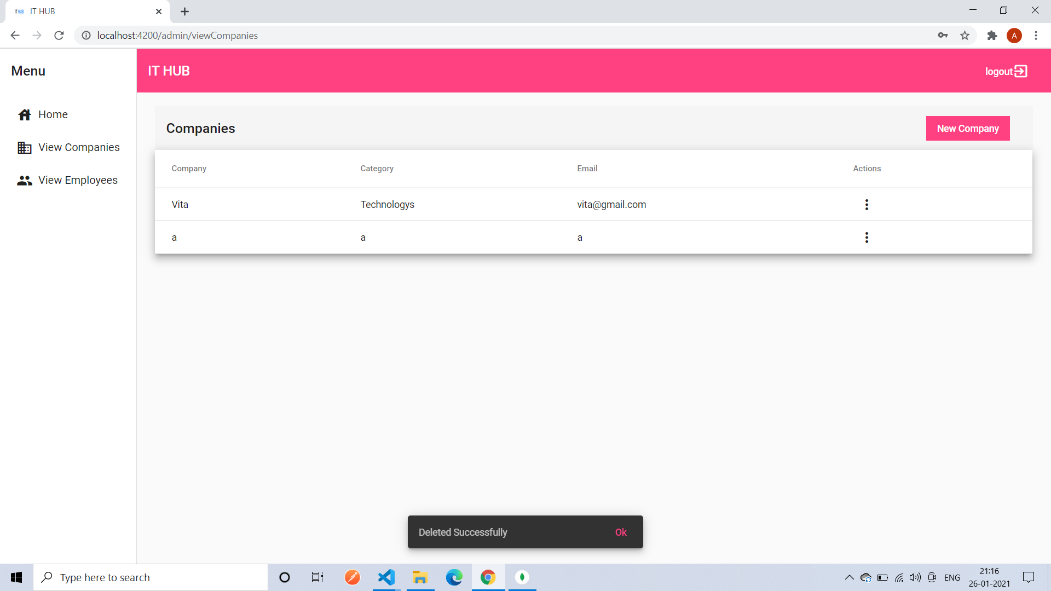 IT HUB
localhost:4200/admin/viewCompanies
A
Menu
IT HUB
logout
Home
View Companies
View Employees
Companies
New Company
Company Category Email Actions
Vita Technologys vita@gmail.com
a a a
Deleted Successfully Ok
Type here to search
ENG
21:16
26-01-2021